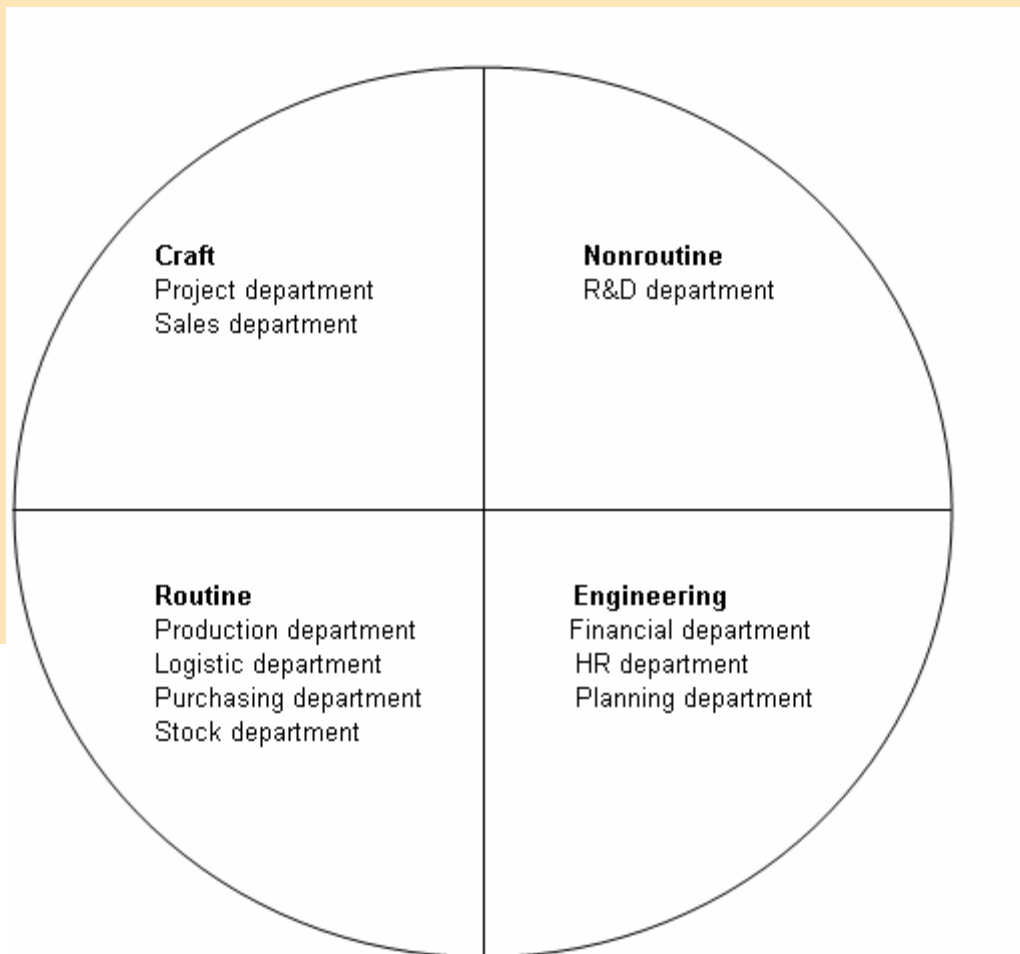 Craft
Project department
Sales department
Nonroutine
R&D department
Routine
Production department
Logistic department
Purchasing department
Stock department
Engineering
Financial department
HR department
Planning department